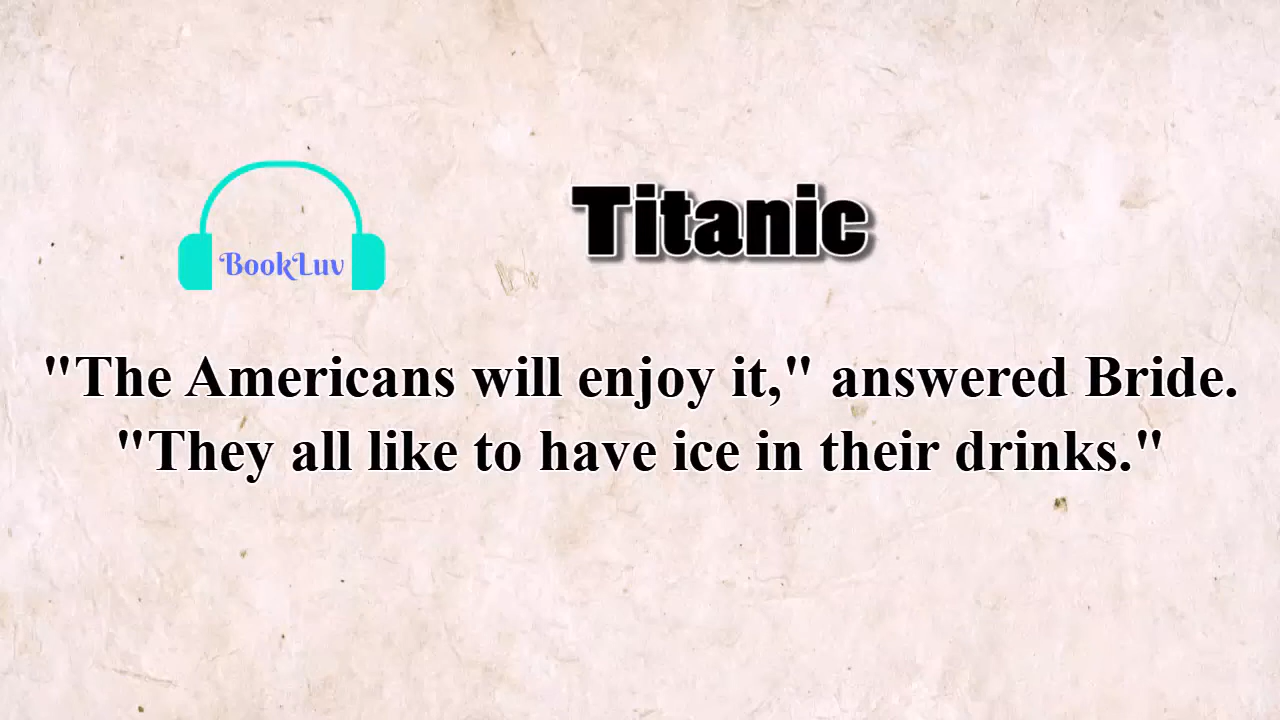 BookLuv
Titanic
"The Americans will enjoy it," answered Bride.
"They all like to have ice in their drinks."